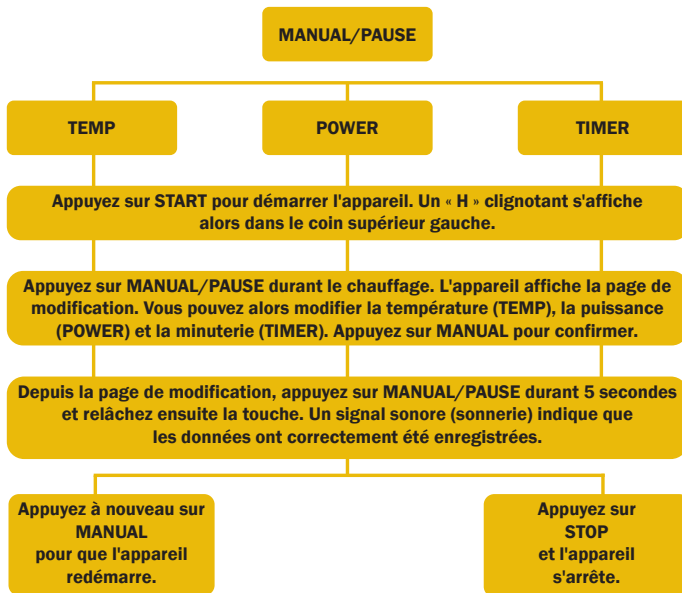 MANUAL/PAUSE
TEMP
POWER
TIMER
Appuyez sur START pour démarrer l'appareil. Un « H » clignotant s'affiche
alors dans le coin supérieur gauche.
Appuyez sur MANUAL/PAUSE durant le chauffage. L'appareil affiche la page de
modification. Vous pouvez alors modifier la température (TEMP), la puissance
(POWER) et la minuterie (TIMER). Appuyez sur MANUAL pour confirmer.
Depuis la page de modification, appuyez sur MANUAL/PAUSE durant 5 secondes
et relâchez ensuite la touche. Un signal sonore (sonnerie) indique que
les données ont correctement été enregistrées.
Appuyez à nouveau sur
MANUAL
pour que l'appareil
redémarre.
Appuyez sur
STOP
et l'appareil
s'arrête.